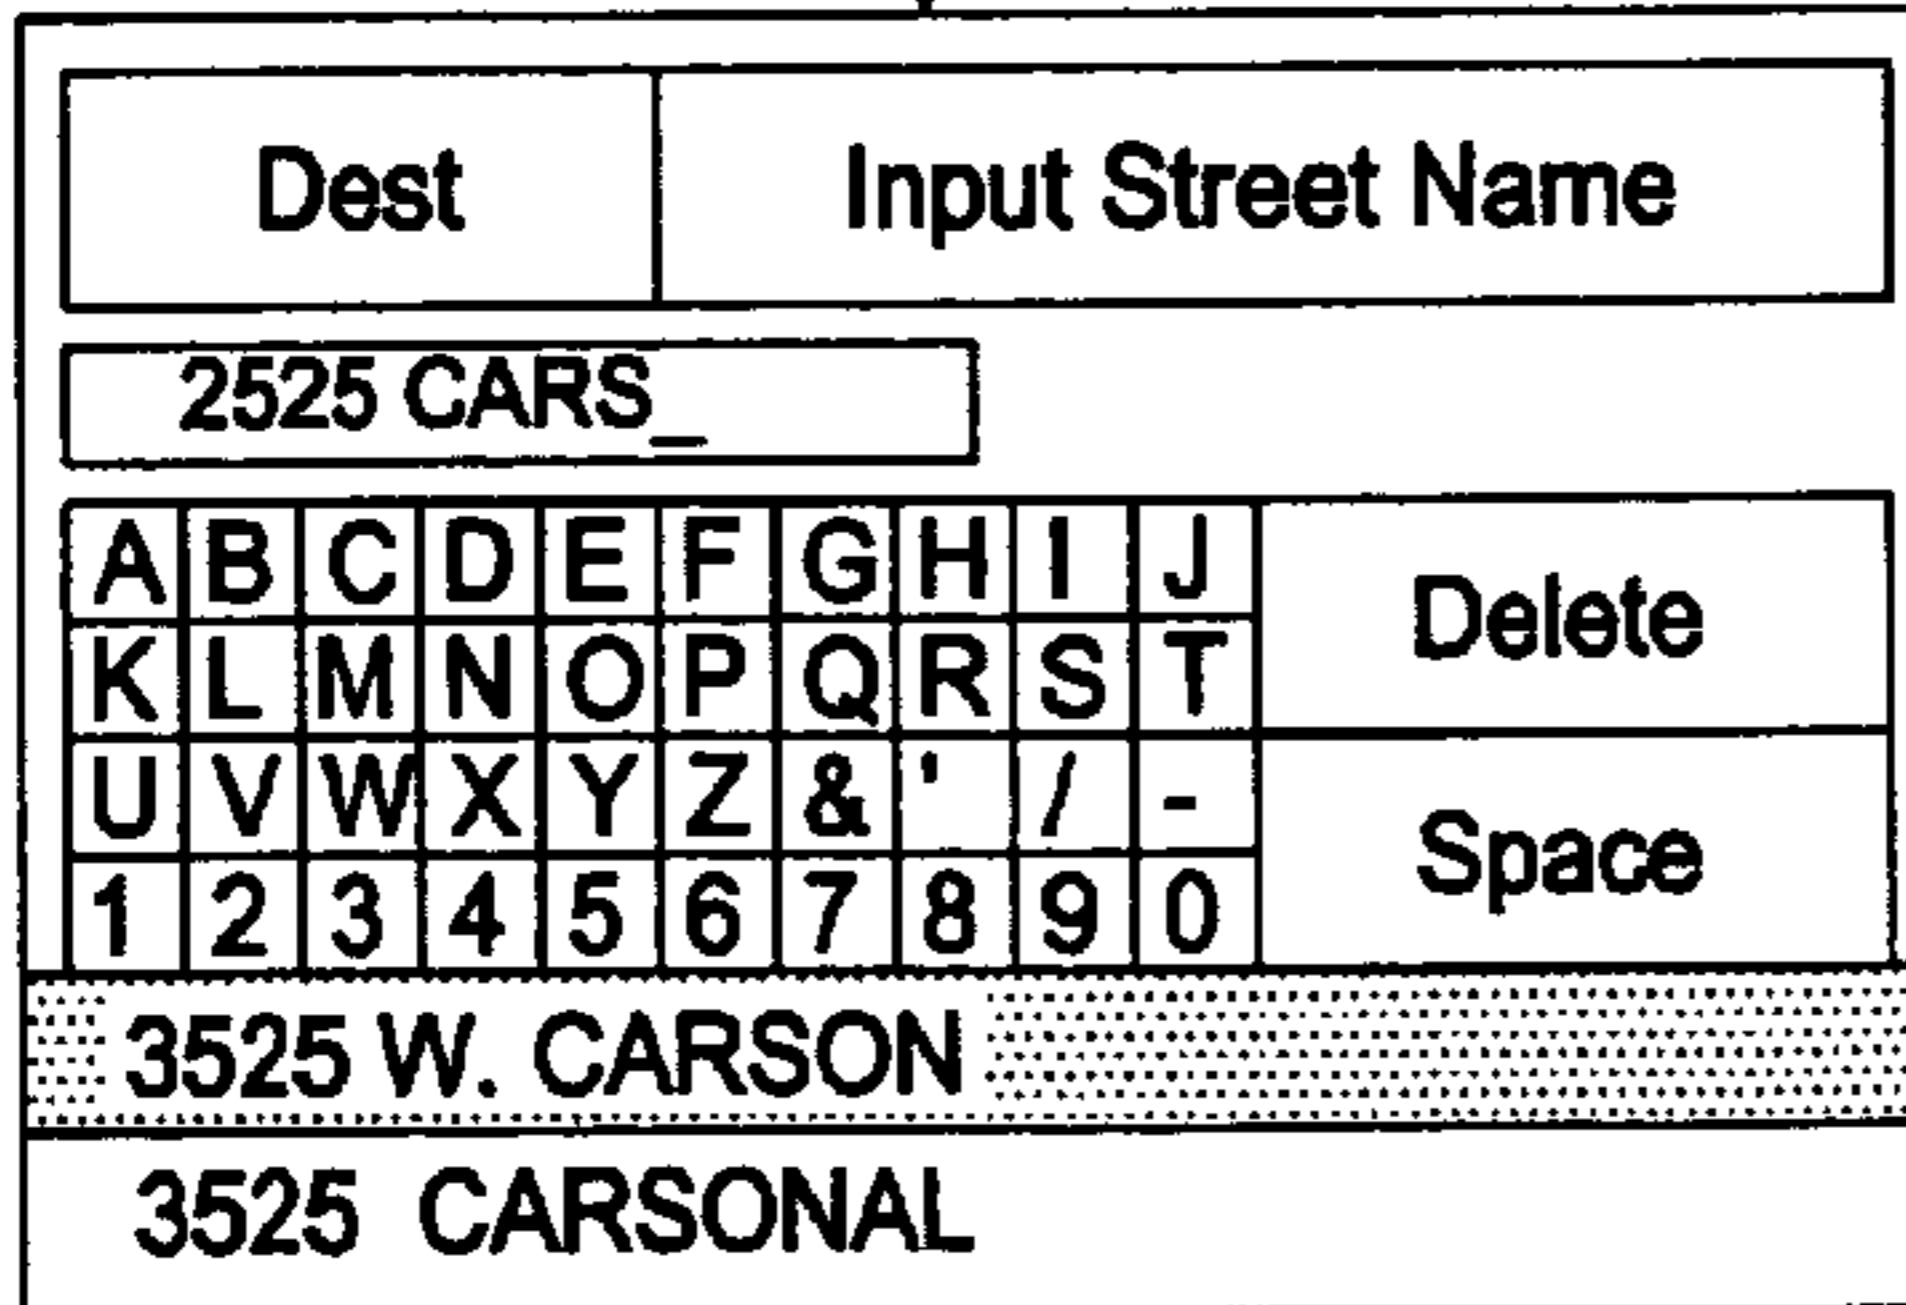 Dest Input Street Name
2525 CARS_
A B C D E F G H I J Delete
K L M N O P Q R S T
U V W X Y Z & ' / - Space
1 2 3 4 5 6 7 8 9 0
3525 W. CARSON
3525 CARSONAL